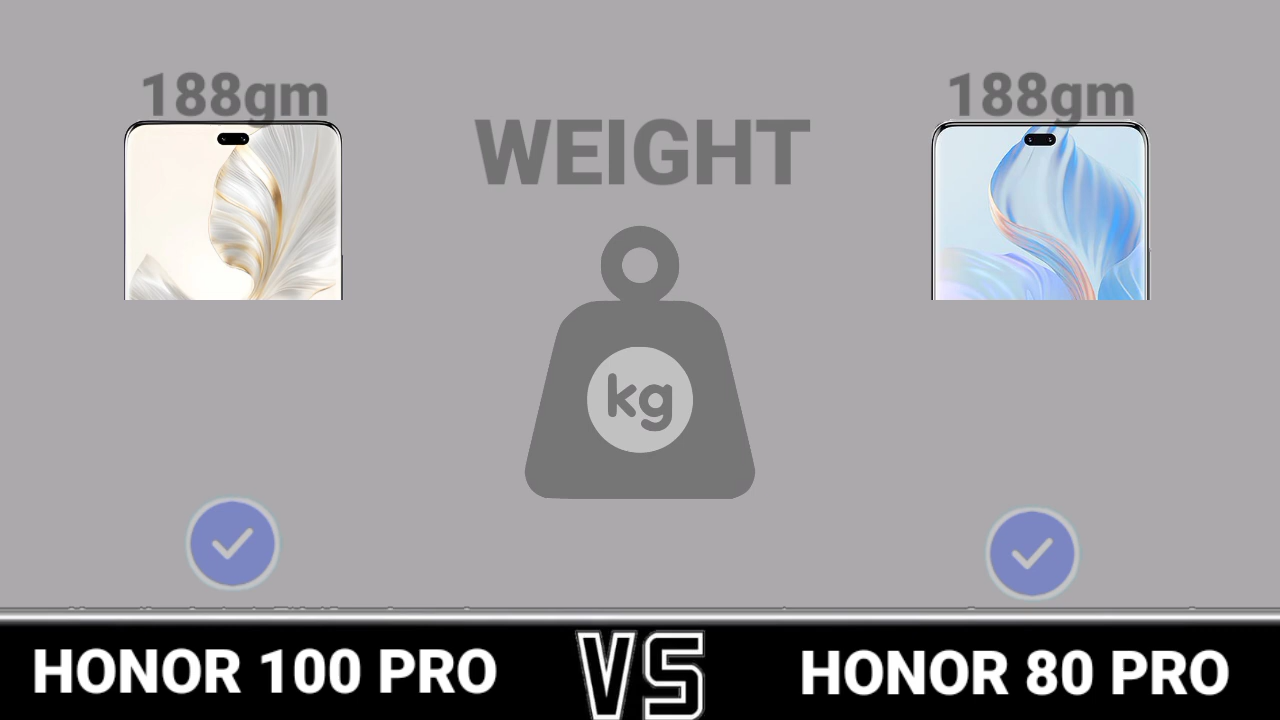 188gm
188gm
WEIGHT
kg
HONOR 100 PRO
VS
HONOR 80 PRO